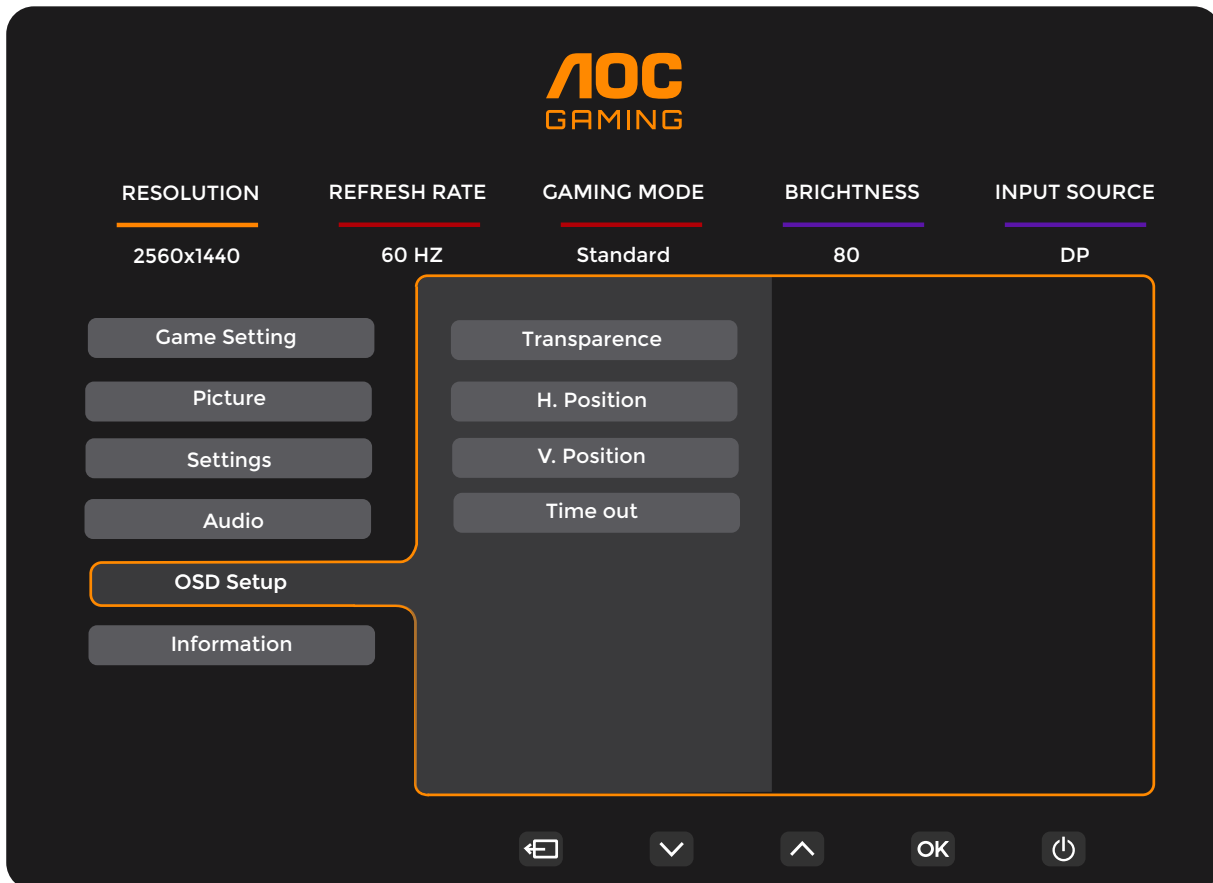 AOC
GAMING
RESOLUTION REFRESH RATE GAMING MODE BRIGHTNESS INPUT SOURCE
2560x1440 60 HZ Standard 80 DP
Game Setting
Picture
Settings
Audio
OSD Setup
Information
Transparence
H. Position
V. Position
Time out
OK